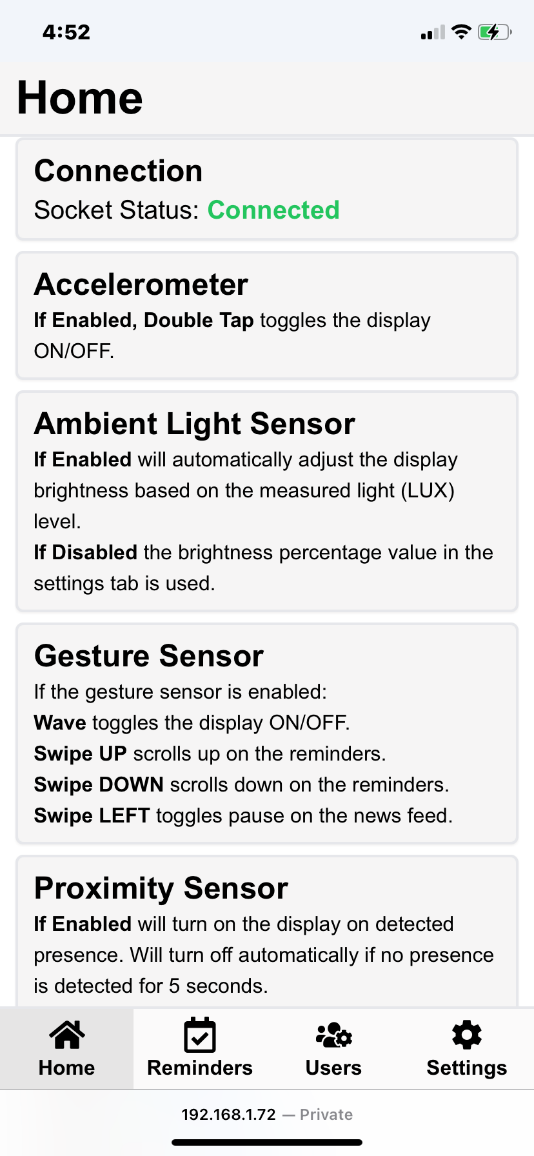 4:52
Home
Connection
Socket Status: Connected
Accelerometer
If Enabled, Double Tap toggles the display
ON/OFF.
Ambient Light Sensor
If Enabled will automatically adjust the display
brightness based on the measured light (LUX)
level.
If Disabled the brightness percentage value in the
settings tab is used.
Gesture Sensor
If the gesture sensor is enabled:
Wave toggles the display ON/OFF.
Swipe UP scrolls up on the reminders.
Swipe DOWN scrolls down on the reminders.
Swipe LEFT toggles pause on the news feed.
Proximity Sensor
If Enabled will turn on the display on detected
presence. Will turn off automatically if no presence
is detected for 5 seconds.
Home Reminders Users Settings
192.168.1.72 — Private